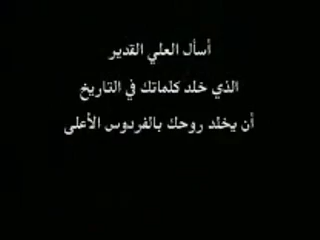 أسأل العلي القدير
الذي خلد كلماتك في التاريخ
أن يخلد روحك بالفردوس الأعلى